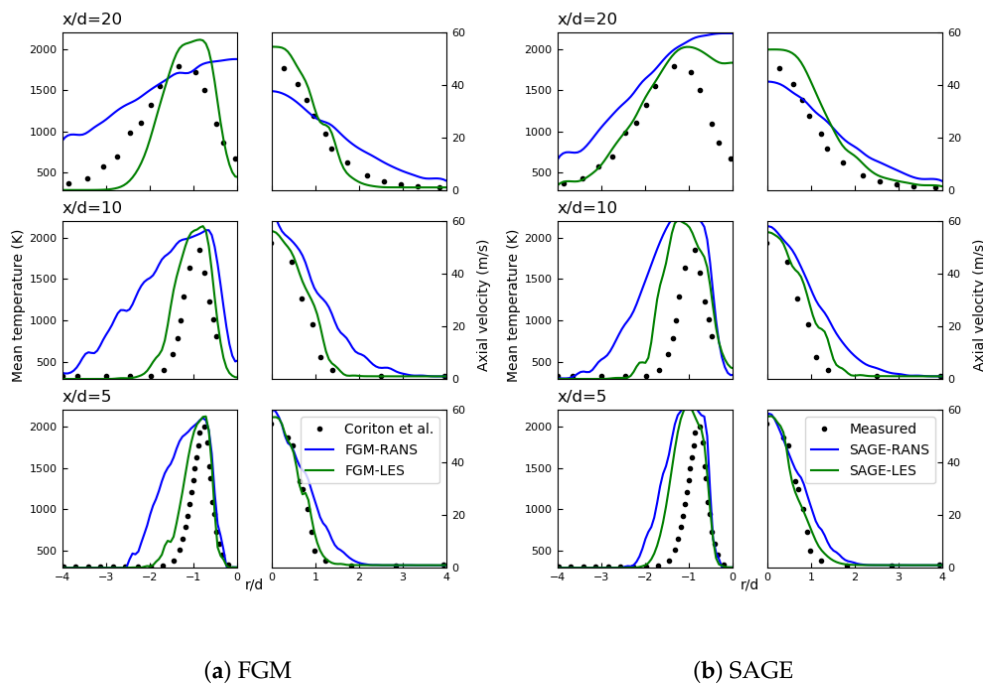 x/d=20
x/d=20
2000
1500
1000
500
60
40
20
0
2000
1500
1000
500
60
40
20
0
x/d=10
x/d=10
Mean temperature (K)
2000
1500
1000
500
60
40
20
0
Axial velocity (m/s)
Mean temperature (K)
2000
1500
1000
500
60
40
20
0
Axial velocity (m/s)
x/d=5
x/d=5
2000
1500
1000
500
Coriton et al.
FGM-RANS
FGM-LES
60
40
20
0
2000
1500
1000
500
Measured
SAGE-RANS
SAGE-LES
60
40
20
0
-4 -3 -2 -1 0 0 1 2 3 4 -4 -3 -2 -1 0 0 1 2 3 4
r/d r/d
(a) FGM (b) SAGE